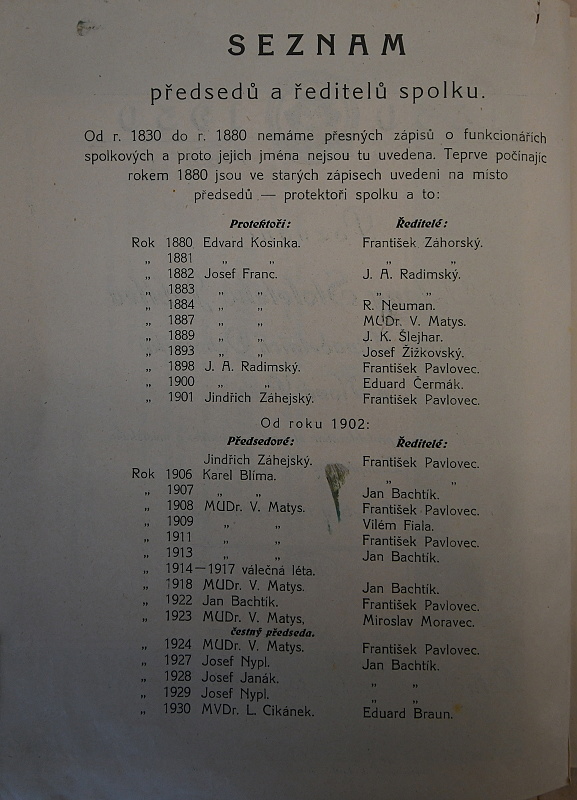 SEZNAM
předsedů a ředitelů spolku.
Od r. 1830 do r. 1880 nemáme přesných zápisů o funkcionářích
spolkových a proto jejich jména nejsou tu uvedena. Teprve počínajíc
rokem 1880 jsou ve starých zápisech uvedeni na místo
předsedů — protektoři spolku a to:
Protektoři: Ředitelé:
Rok 1880 Edvard Kosinka. František Záhorský.
„ 1881 „ „ „ „
„ 1882 Josef Franc. J. A. Radimský.
„ 1883 „ „ „ „
„ 1884 „ „ R. Neuman.
„ 1887 „ „ MUDr. V. Matys.
„ 1889 „ „ J. K. Šlejhar.
„ 1893 „ „ Josef Žižkovský.
„ 1898 J. A. Radimský. František Pavlovec.
„ 1900 „ „ Eduard Čermák.
„ 1901 Jindřich Záhejský. František Pavlovec.
Od roku 1902:
Předsedové: Ředitelé:
Jindřich Záhejský. František Pavlovec.
Rok 1906 Karel Blíma. „ „
„ 1907 „ „ Jan Bachtík.
„ 1908 MUDr. V. Matys. František Pavlovec.
„ 1909 „ „ Vilém Fiala.
„ 1911 „ „ František Pavlovec.
„ 1913 „ „ Jan Bachtík.
„ 1914—1917 válečná léta.
„ 1918 MUDr. V. Matys. Jan Bachtík.
„ 1922 Jan Bachtík. František Pavlovec.
„ 1923 MUDr. V. Matys, Miroslav Moravec.
čestný předseda.
„ 1924 MUDr. V. Matys. František Pavlovec.
„ 1927 Josef Nypl. Jan Bachtík.
„ 1928 Josef Janák. „ „
„ 1929 Josef Nypl. „ „
„ 1930 MVDr. L. Cikánek. Eduard Braun.